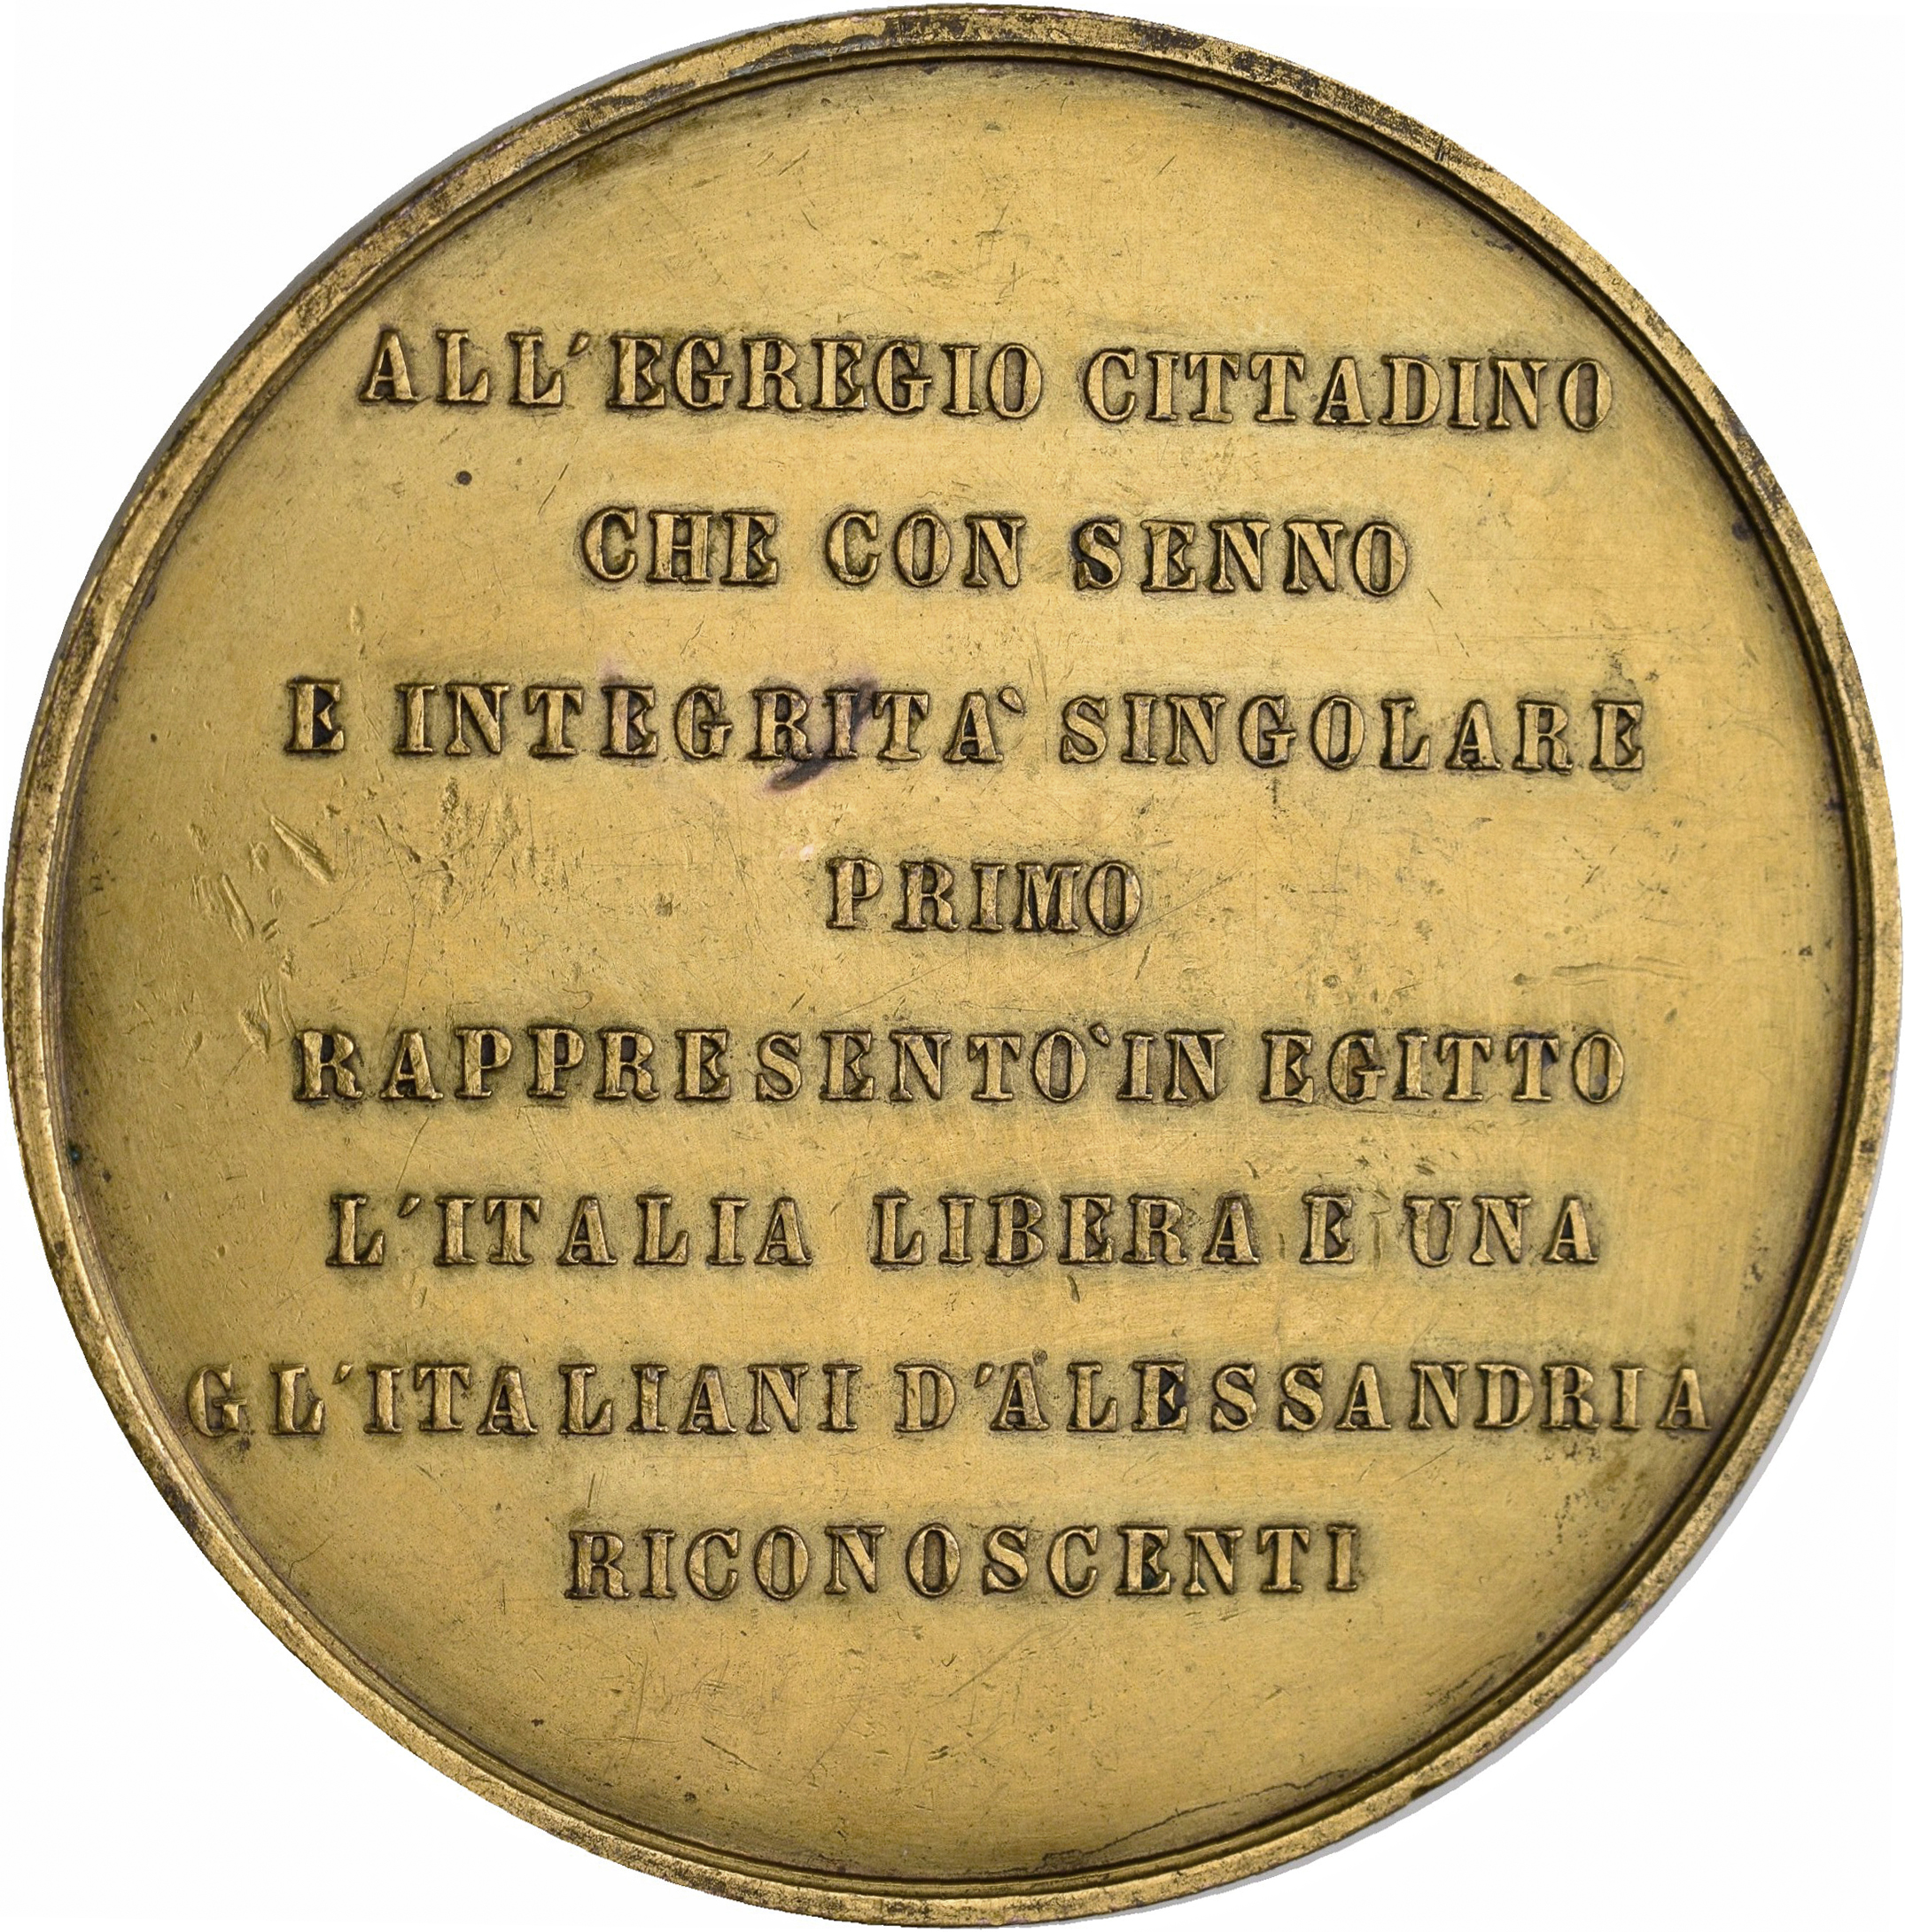 ALL'EGREGIO CITTADINO
CHE CON SENNO
E INTEGRITA\` SINGOLARE
PRIMO
RAPPRESENTO\` IN EGITTO
L'ITALIA LIBERA E UNA
GL'ITALIANI D'ALESSANDRIA
RICONOSCENTI